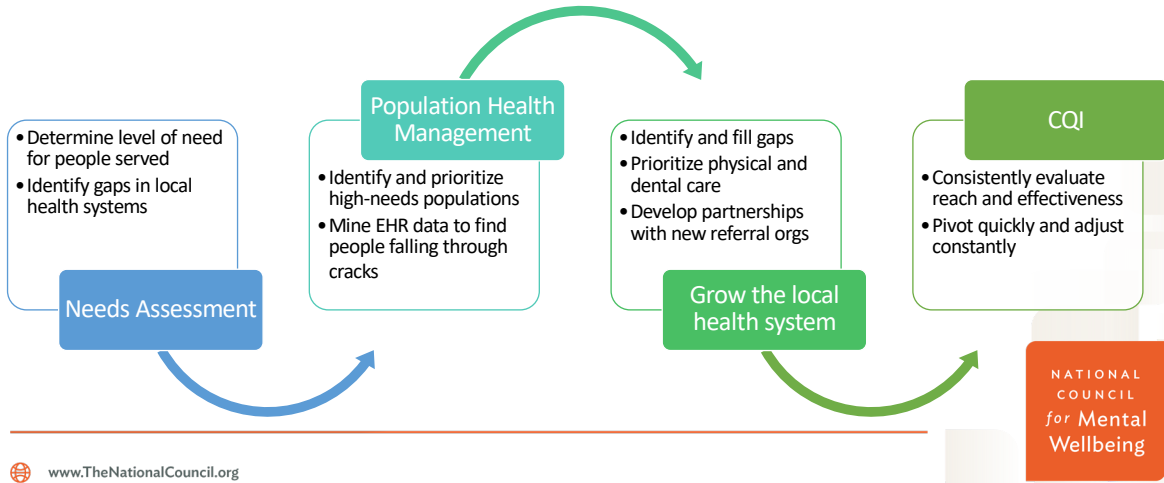 • Determine level of need
for people served
• Identify gaps in local
health systems
Needs Assessment
Population Health
Management
• Identify and prioritize
high-needs populations
• Mine EHR data to find
people falling through
cracks
• Identify and fill gaps
• Prioritize physical and
dental care
• Develop partnerships
with new referral orgs
Grow the local
health system
CQI
• Consistently evaluate
reach and effectiveness
• Pivot quickly and adjust
constantly
NATIONAL
COUNCIL
for Mental
Wellbeing
www.TheNationalCouncil.org